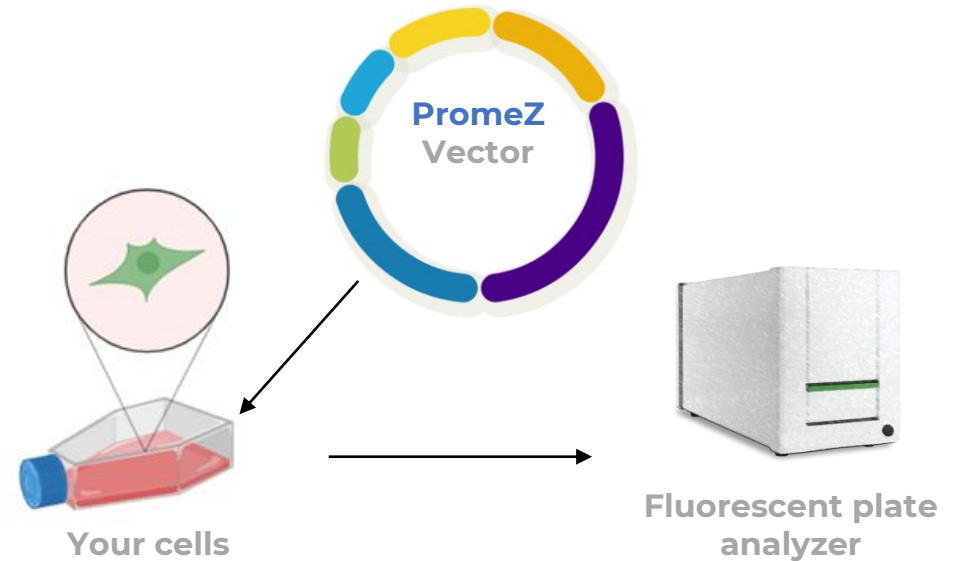 PromeZ
Vector
Your cells
Fluorescent plate
analyzer